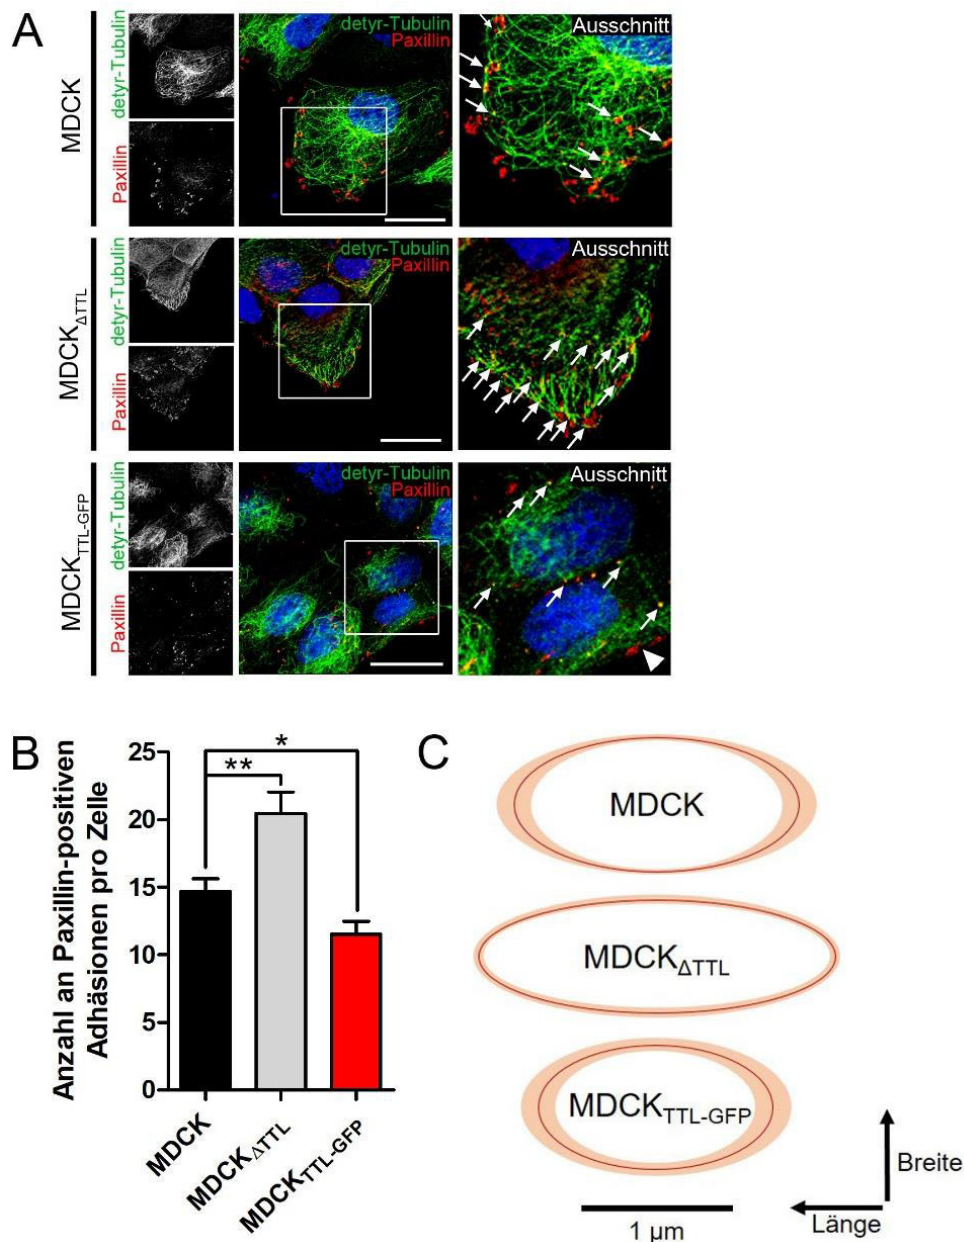 A
MDCK
detyr-Tubulin
Paxillin
detyr-Tubulin
Paxillin
Ausschnitt
MDCKΔTTL
detyr-Tubulin
Paxillin
detyr-Tubulin
Paxillin
Ausschnitt
MDCKTTL-GFP
detyr-Tubulin
Paxillin
detyr-Tubulin
Paxillin
Ausschnitt
B
Anzahl an Paxillin-positiven
Adhäsionen pro Zelle
25
20
15
10
5
0
*
**
MDCK
MDCKΔTTL
MDCKTTL-GFP
C
MDCK
MDCKΔTTL
MDCKTTL-GFP
Breite
Länge
1 µm